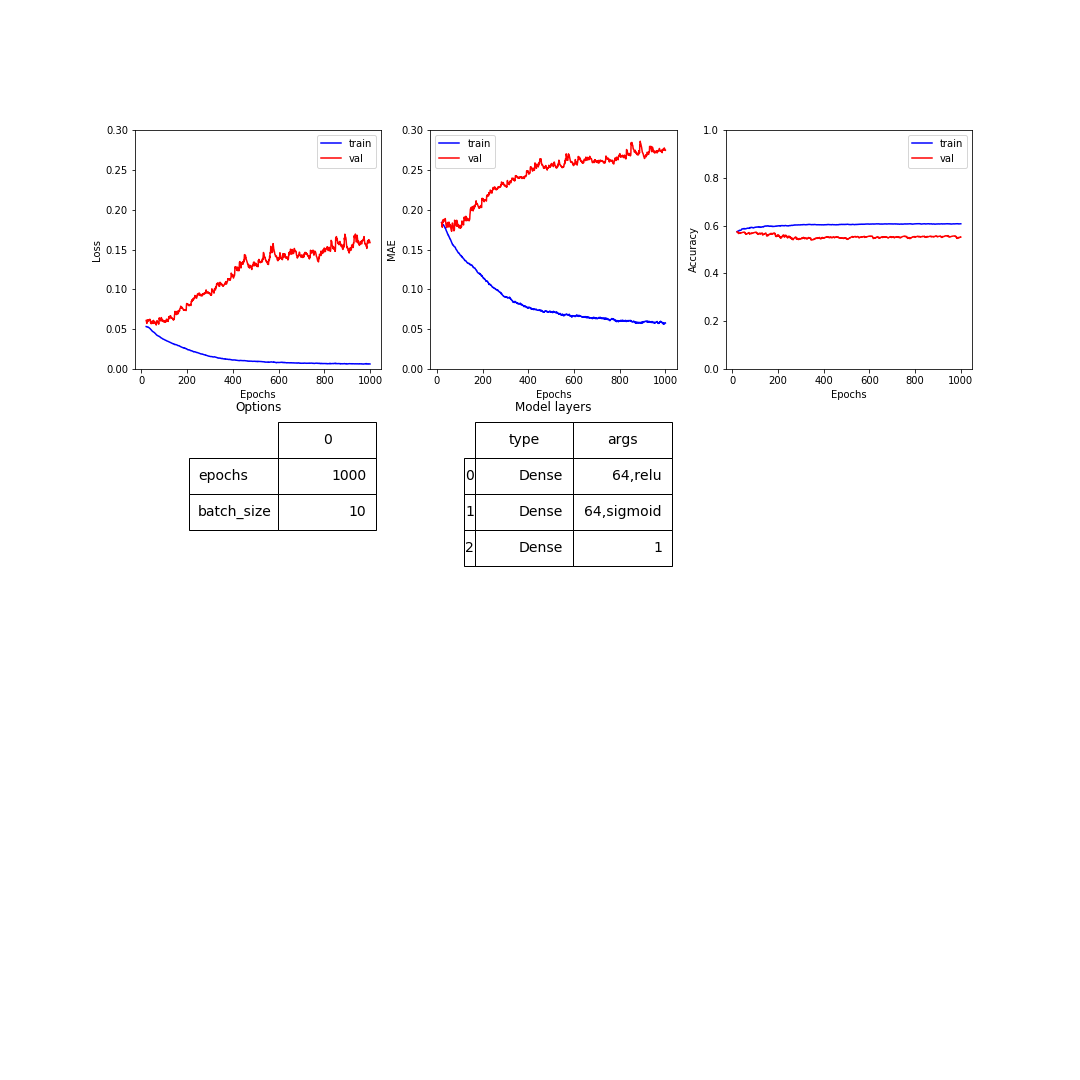 0.30
0.25
0.20
0.15
0.10
0.05
0.00
Loss
train
val
0 200 400 600 800 1000
Epochs
0.30
0.25
0.20
0.15
0.10
0.05
0.00
MAE
train
val
0 200 400 600 800 1000
Epochs
1.0
0.8
0.6
0.4
0.2
0.0
Accuracy
train
val
0 200 400 600 800 1000
Epochs
Options
0
epochs 1000
batch_size 10
Model layers
type args
0 Dense 64,relu
1 Dense 64,sigmoid
2 Dense 1